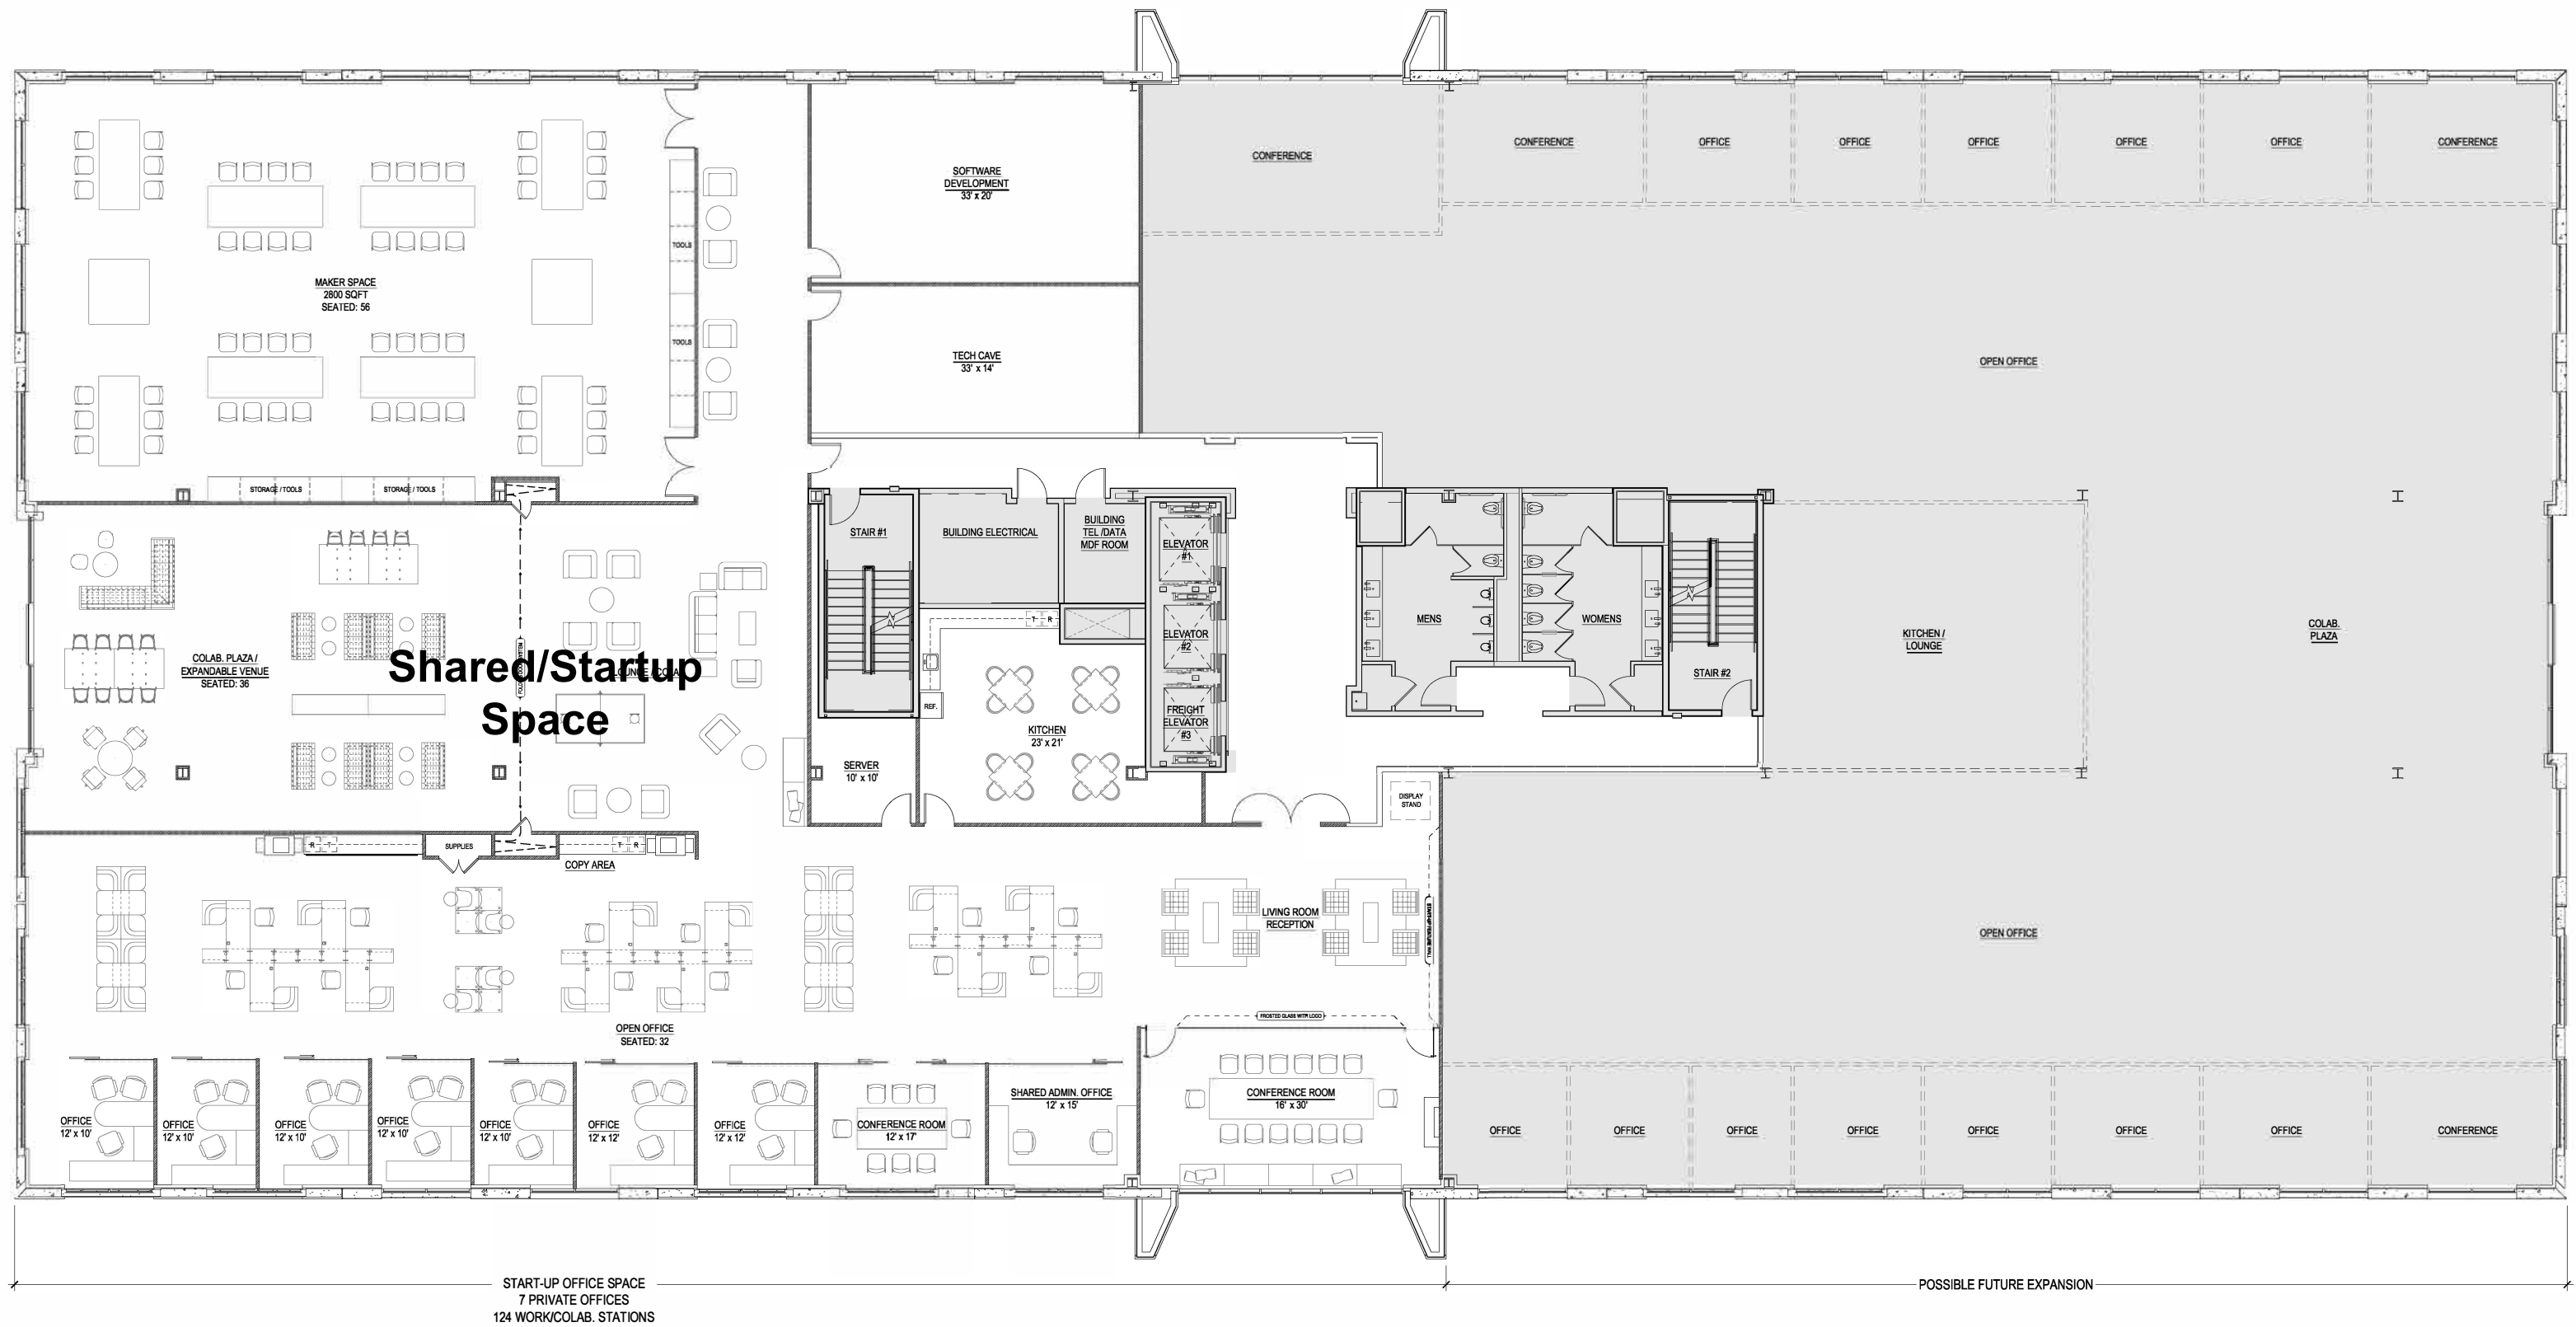 CONFERENCE
CONFERENCE
OFFICE
OFFICE
OFFICE
OFFICE
OFFICE
CONFERENCE
SOFTWARE
DEVELOPMENT
33' x 20'
TOOLS
MAKER SPACE
2800 SQFT
SEATED: 56
TOOLS
TECH CAVE
33' x 14'
OPEN OFFICE
STORAGE / TOOLS
STORAGE / TOOLS
STAIR #1
BUILDING ELECTRICAL
BUILDING
TEL /DATA
MDF ROOM
ELEVATOR
#1
ELEVATOR
#2
FREIGHT
ELEVATOR
#3
MENS
WOMENS
STAIR #2
KITCHEN /
LOUNGE
COLAB.
PLAZA
T R
REF.
COLAB. PLAZA /
EXPANDABLE VENUE
SEATED: 36
Shared/Startup
Space
KITCHEN
23' x 21'
SERVER
10' x 10'
DISPLAY
STAND
R T
SUPPLIES
T R
COPY AREA
LIVING ROOM
RECEPTION
OPEN OFFICE
FROSTED GLASS WITH LOGO
OPEN OFFICE
SEATED: 32
OFFICE
12' x 10'
OFFICE
12' x 10'
OFFICE
12' x 10'
OFFICE
12' x 10'
OFFICE
12' x 10'
OFFICE
12' x 12'
OFFICE
12' x 12'
CONFERENCE ROOM
12' x 17'
SHARED ADMIN. OFFICE
12' x 15'
CONFERENCE ROOM
16' x 30'
OFFICE
OFFICE
OFFICE
OFFICE
OFFICE
OFFICE
OFFICE
CONFERENCE
START-UP OFFICE SPACE
7 PRIVATE OFFICES
124 WORK/COLAB. STATIONS
POSSIBLE FUTURE EXPANSION